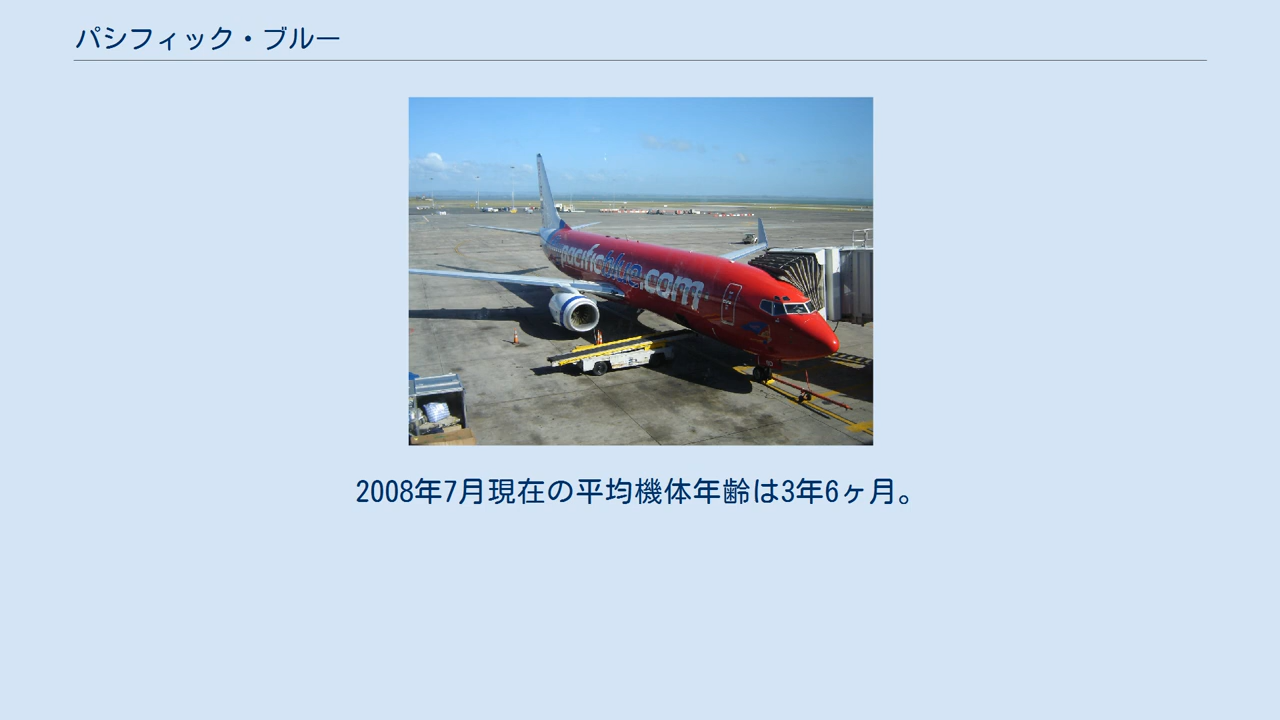 パシフィック・ブルー
pacificblue.com
2008年7月現在の平均機体年齢は3年6ヶ月。